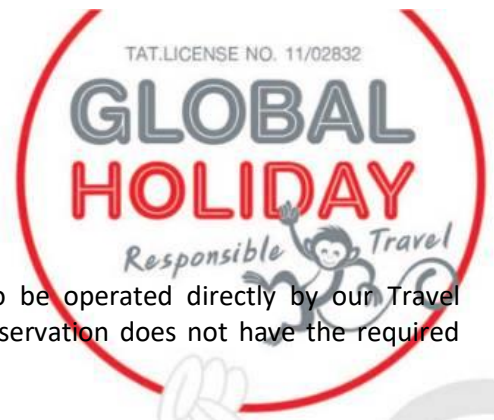 TAT.LICENSE NO. 11/02832
GLOBAL
HOLIDAY
Responsible Travel
be operated directly by our Travel
servation does not have the required